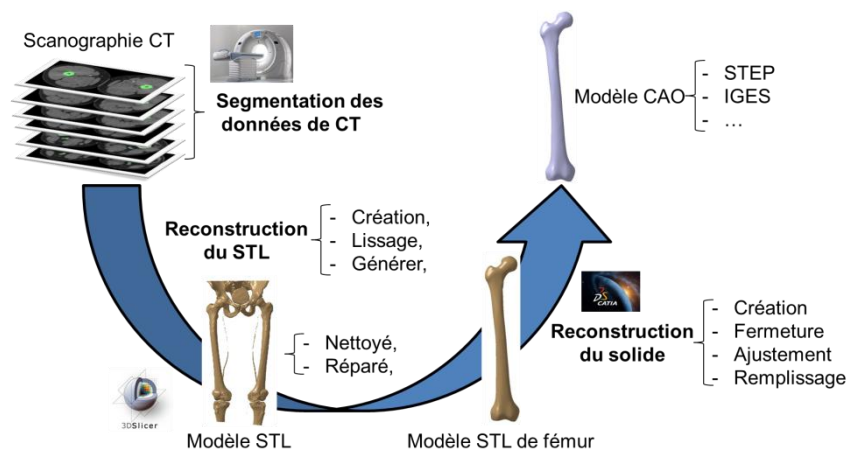 Scanographie CT
Segmentation des
données de CT
Modèle CAO
- STEP
- IGES
- ...
Reconstruction
du STL
- Création,
- Lissage,
- Générer,
- Nettoyé,
- Réparé,
3DSlicer
Modèle STL
Modèle STL de fémur
DS
CATIA
Reconstruction
du solide
- Création
- Fermeture
- Ajustement
- Remplissage